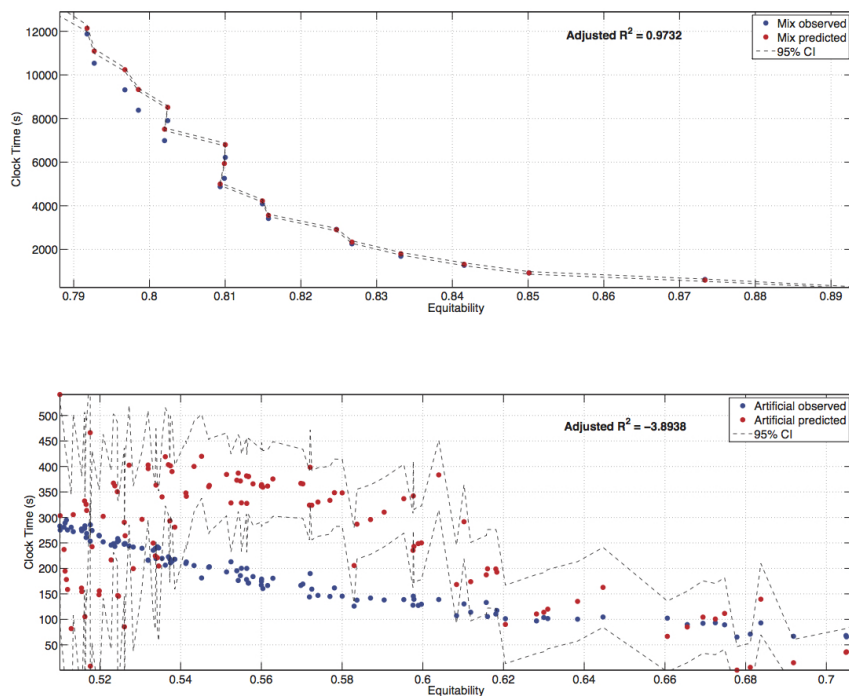 12000
10000
8000
6000
4000
2000
Clock Time (s)
Adjusted R² = 0.9732
Mix observed
Mix predicted
95% CI
0.79 0.8 0.81 0.82 0.83 0.84 0.85 0.86 0.87 0.88 0.89
Equitability
500
450
400
350
300
250
200
150
100
50
Clock Time (s)
Adjusted R² = −3.8938
Artificial observed
Artificial predicted
95% CI
0.52 0.54 0.56 0.58 0.6 0.62 0.64 0.66 0.68 0.7
Equitability